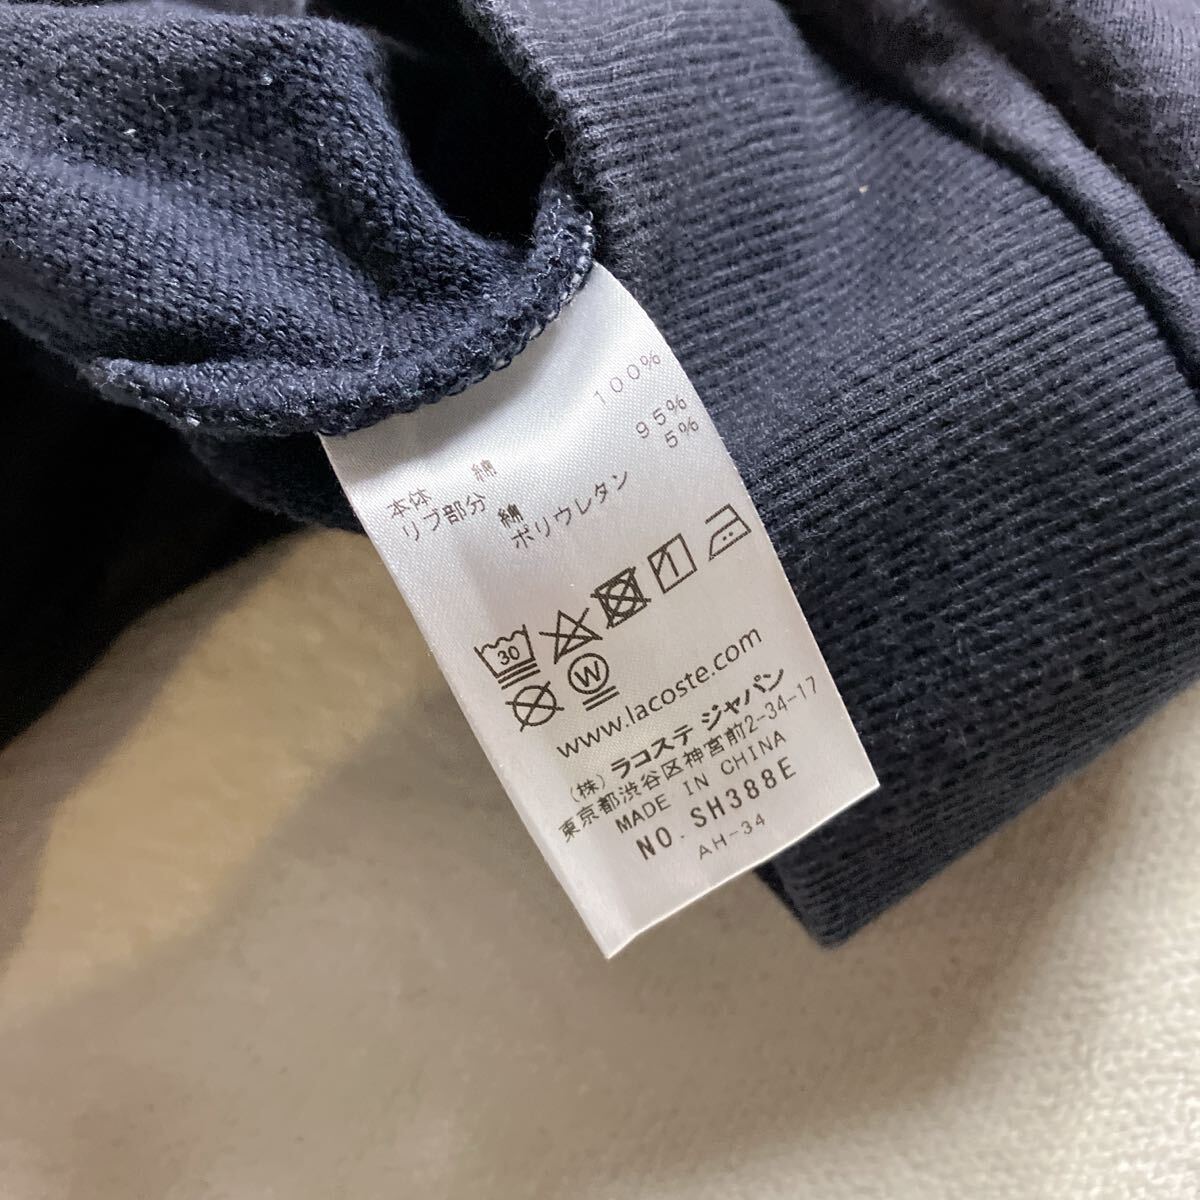 本体 綿 100%
リブ部分 綿 95%
ポリウレタン 5%
30
W
www.lacoste.com
(株) ラコステ ジャパン
東京都渋谷区神宮前2-34-17
MADE IN CHINA
NO. SH388E
AH-34